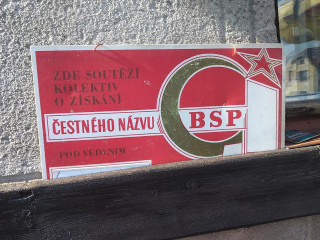 ZDE SOUTĚŽÍ
KOLEKTIV
O ZÍSKÁNÍ
ČESTNÉHO NÁZVU BSP
POD VEDENÍM